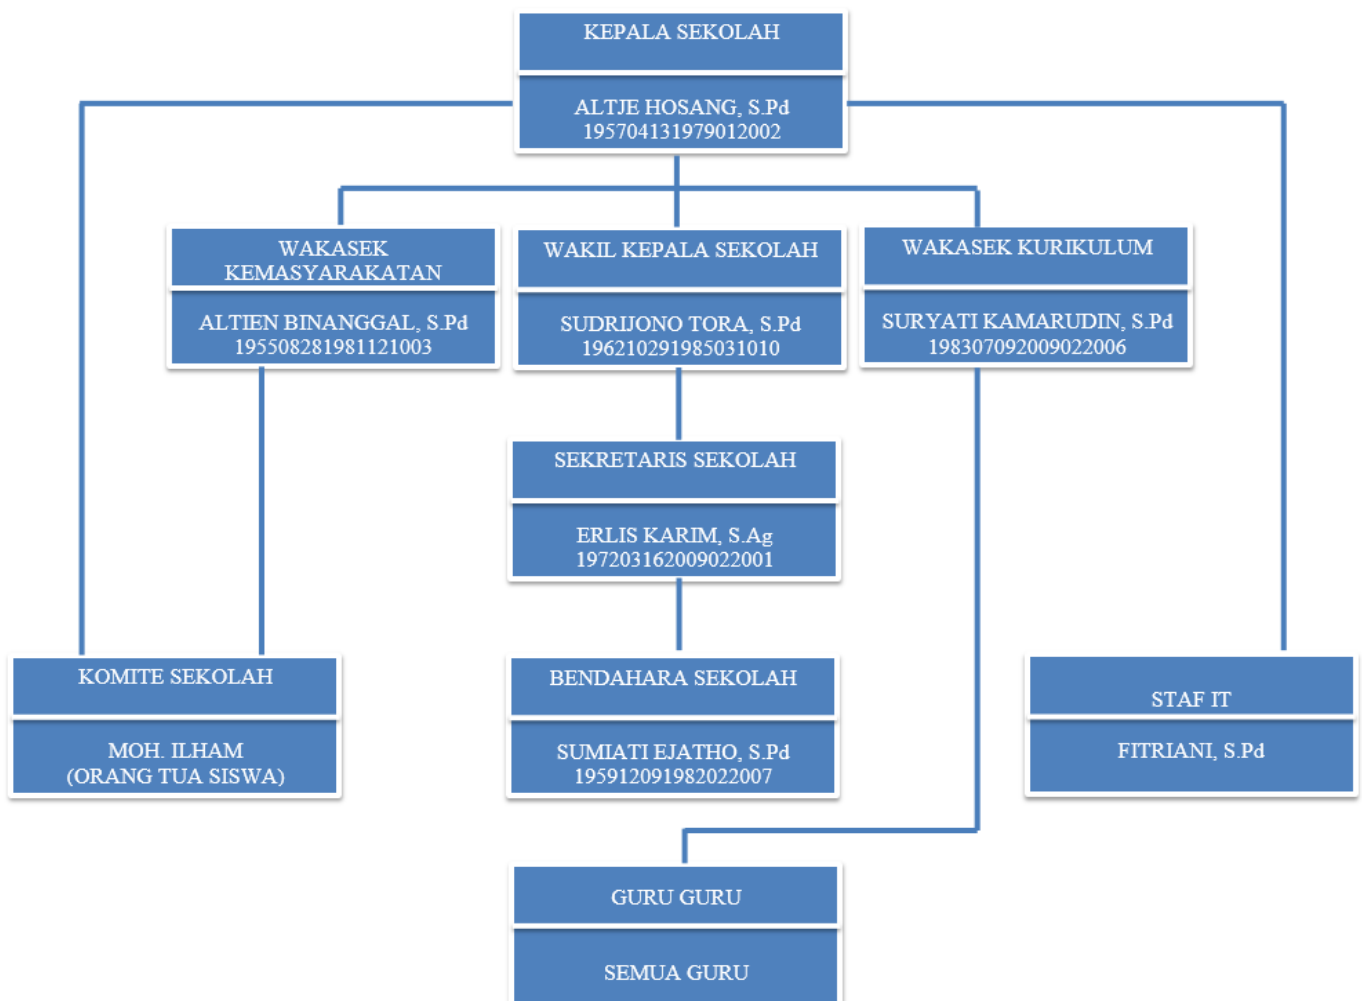 KEPALA SEKOLAH
ALTJE HOSANG, S.Pd
195704131979012002
WAKASEK
KEMASYARAKATAN
ALTIEN BINANGGAL, S.Pd
195508281981121003
WAKIL KEPALA SEKOLAH
SUDRIJONO TORA, S.Pd
196210291985031010
WAKASEK KURIKULUM
SURYATI KAMARUDIN, S.Pd
198307092009022006
SEKRETARIS SEKOLAH
ERLIS KARIM, S.Ag
197203162009022001
KOMITE SEKOLAH
MOH. ILHAM
(ORANG TUA SISWA)
BENDAHARA SEKOLAH
SUMIATI EJATHO, S.Pd
195912091982022007
STAF IT
FITRIANI, S.Pd
GURU GURU
SEMUA GURU